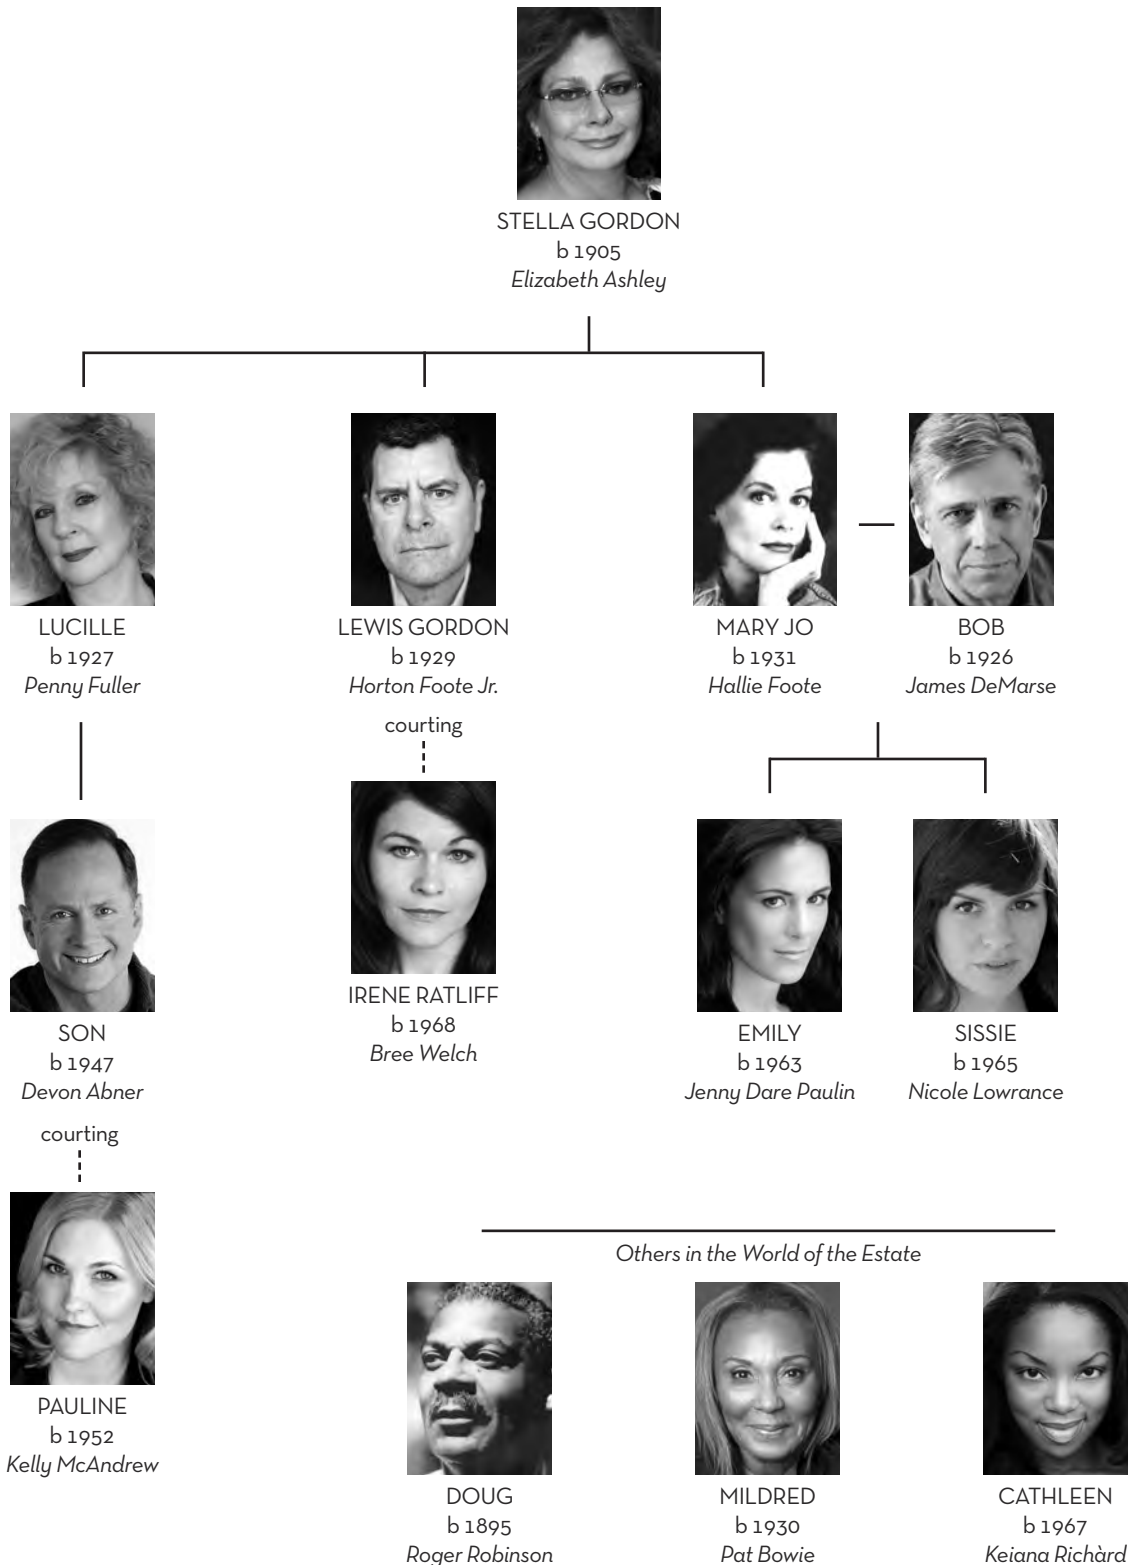 STELLA GORDON
b 1905
Elizabeth Ashley
LUCILLE
b 1927
Penny Fuller
LEWIS GORDON
b 1929
Horton Foote Jr.
MARY JO
b 1931
Hallie Foote
BOB
b 1926
James DeMarse
courting
SON
b 1947
Devon Abner
IRENE RATLIFF
b 1968
Bree Welch
EMILY
b 1963
Jenny Dare Paulin
SISSIE
b 1965
Nicole Lowrance
courting
PAULINE
b 1952
Kelly McAndrew
Others in the World of the Estate
DOUG
b 1895
Roger Robinson
MILDRED
b 1930
Pat Bowie
CATHLEEN
b 1967
Keiana Richàrd